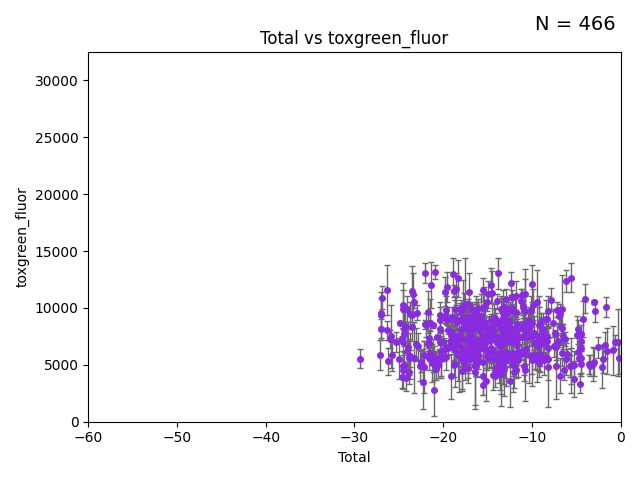 N = 466
Total vs toxgreen_fluor
30000
25000
20000
15000
10000
5000
0
toxgreen_fluor
−60 −50 −40 −30 −20 −10 0
Total